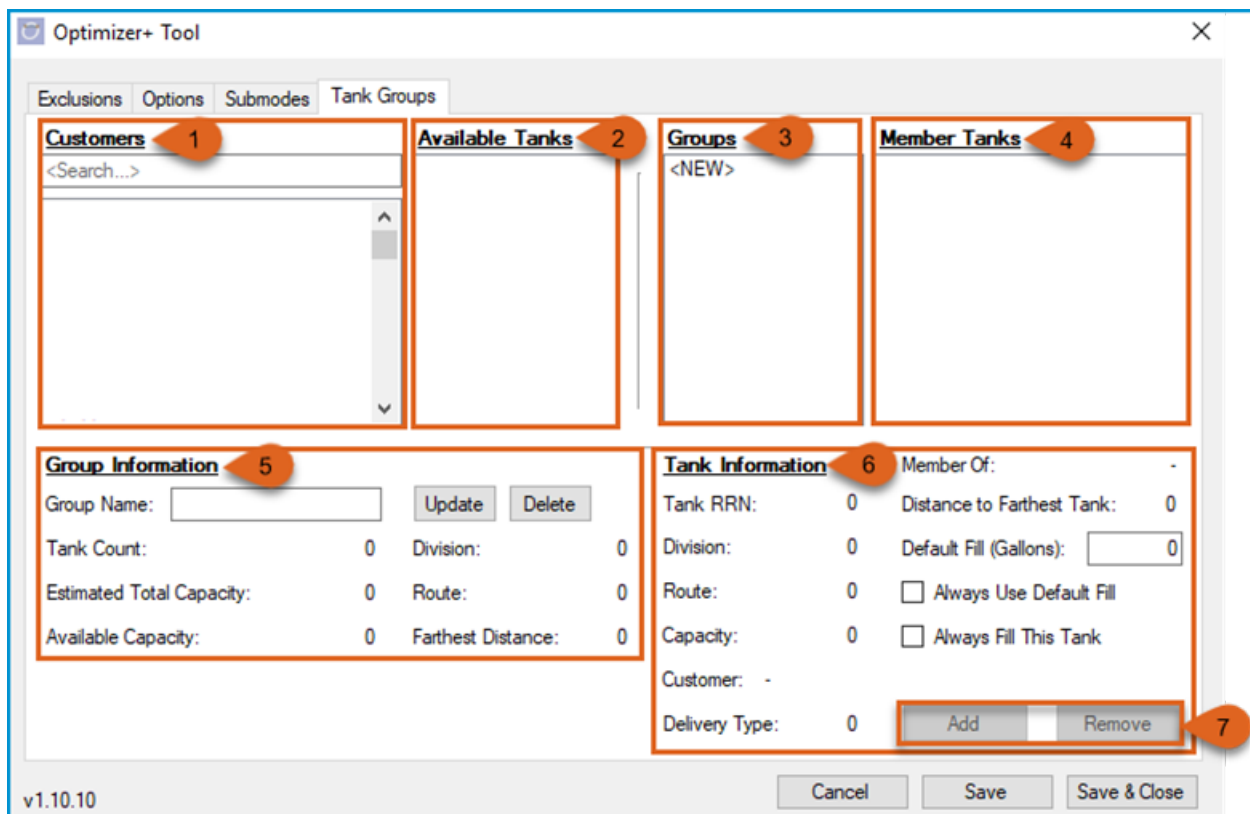 Optimizer+ Tool
Exclusions Options Submodes Tank Groups
Customers 1 Available Tanks 2 Groups 3 Member Tanks 4
<Search...> <NEW>
Group Information 5
Group Name: Update Delete
Tank Count: 0 Division: 0
Estimated Total Capacity: 0 Route: 0
Available Capacity: 0 Farthest Distance: 0
Tank Information 6 Member Of: -
Tank RRN: 0 Distance to Farthest Tank: 0
Division: 0 Default Fill (Gallons): 0
Route: 0 Always Use Default Fill
Capacity: 0 Always Fill This Tank
Customer: -
Delivery Type: 0 Add Remove 7
v1.10.10 Cancel Save Save & Close